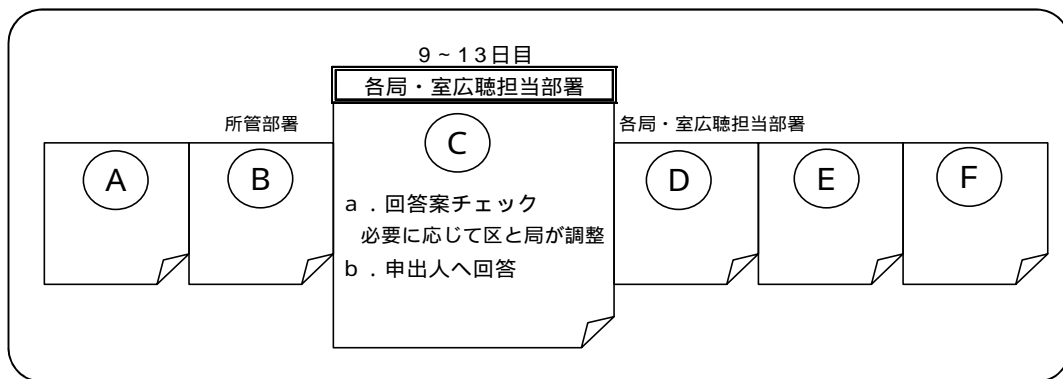 9~13日目
各局・室広聴担当部署
所管部署
各局・室広聴担当部署
A
B
C
D
E
F
a．回答案チェック
必要に応じて区と局が調整
b．申出人へ回答